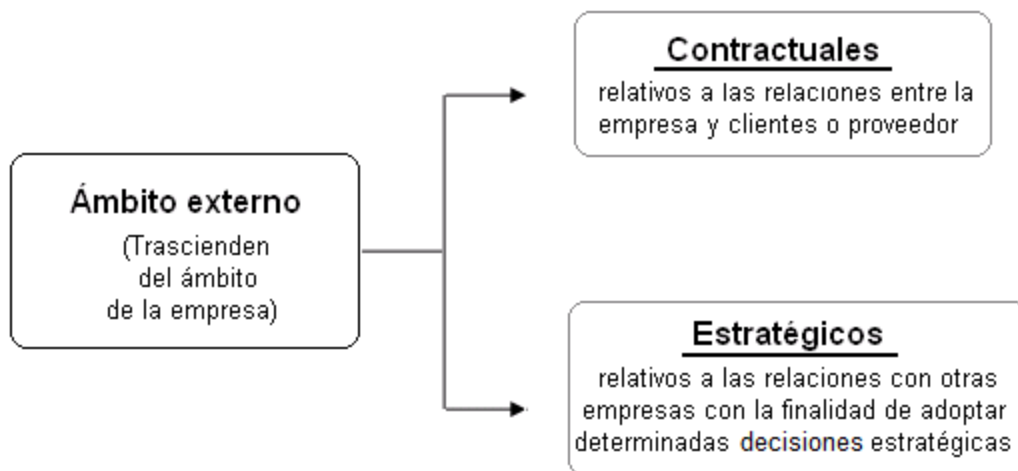 Contractuales
relativos a las relaciones entre la
empresa y clientes o proveedor
Ámbito externo
(Trascienden
del ámbito
de la empresa)
Estratégicos
relativos a las relaciones con otras
empresas con la finalidad de adoptar
determinadas decisiones estratégicas